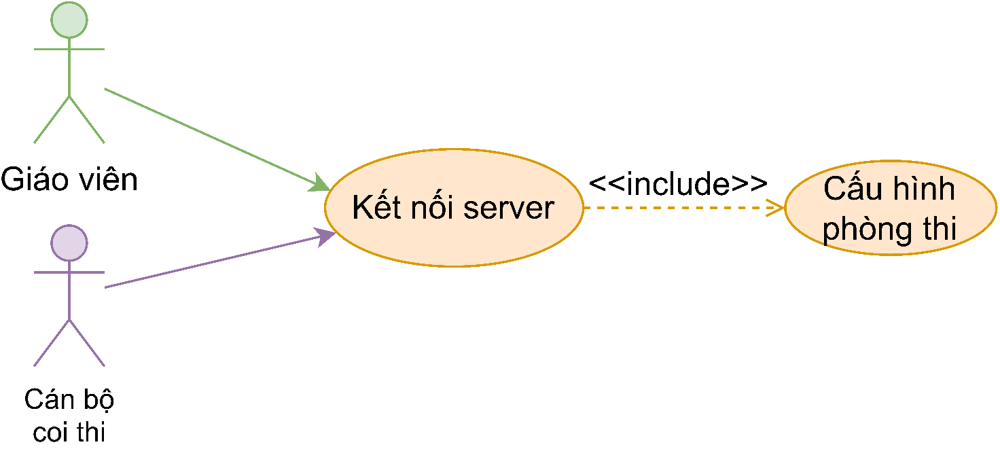 Giáo viên
Kết nối server
<<include>>
Cấu hình
phòng thi
Cán bộ
coi thi